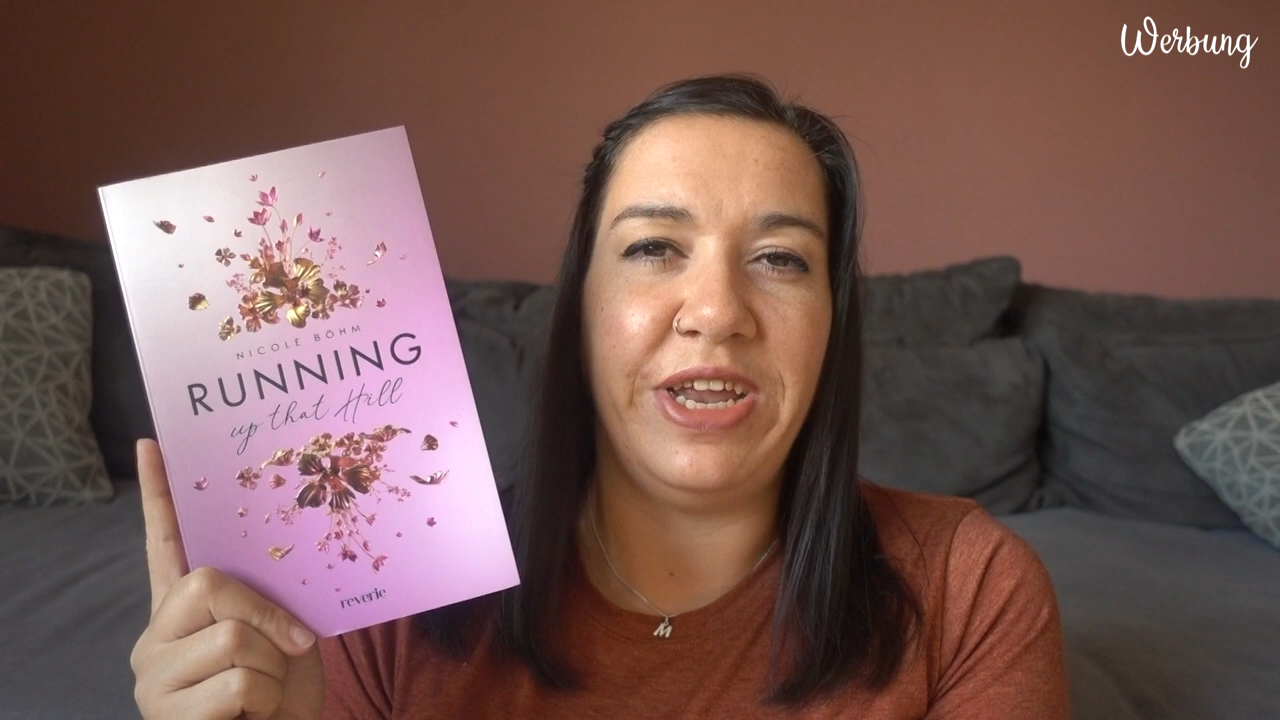 Werbung
NICOLE BÖHM
RUNNING
up that Hill
reverie
M